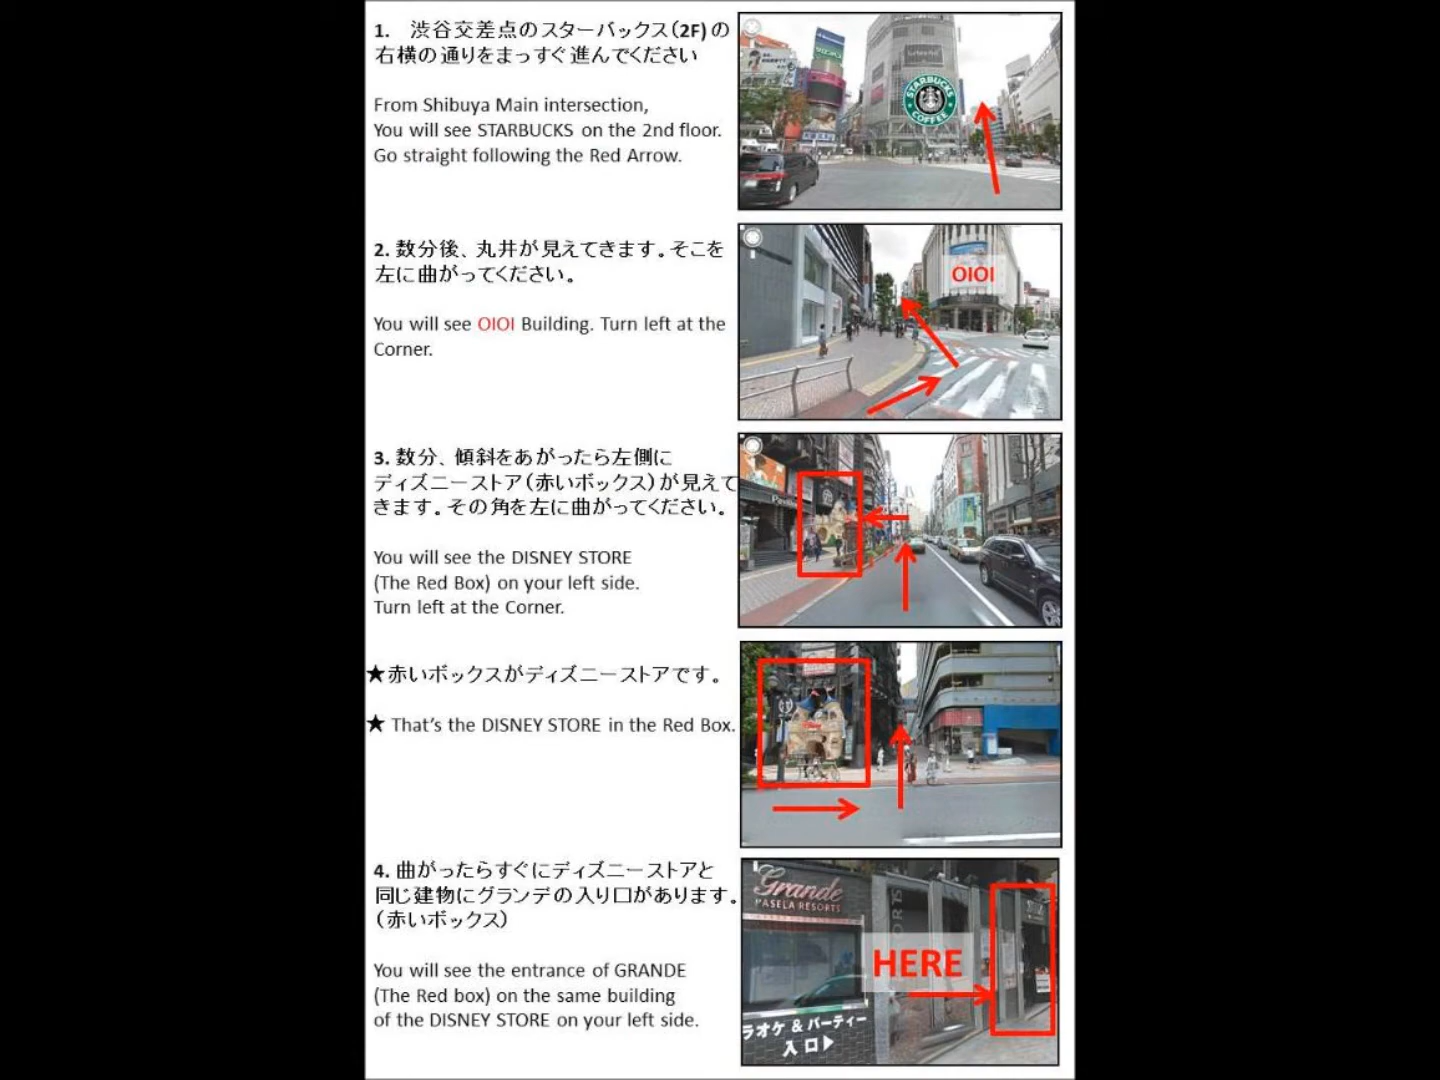 1. 渋谷交差点のスターバックス(2F)の
右横の通りをまっすぐ進んでください
From Shibuya Main intersection,
You will see STARBUCKS on the 2nd floor.
Go straight following the Red Arrow.
STARBUCKS
COFFEE
2. 数分後、丸井が見えてきます。そこを
左に曲がってください。
You will see OIOI Building. Turn left at the
Corner.
OIOI
3. 数分、傾斜をあがったら左側に
ディズニーストア(赤いボックス)が見えて
きます。その角を左に曲がってください。
You will see the DISNEY STORE
(The Red Box) on your left side.
Turn left at the Corner.
★赤いボックスがディズニーストアです。
★ That's the DISNEY STORE in the Red Box.
4. 曲がったらすぐにディズニーストアと
同じ建物にグランデの入り口があります。
(赤いボックス)
You will see the entrance of GRANDE
(The Red box) on the same building
of the DISNEY STORE on your left side.
Grande
PASELA RESORTS
HERE
ラオケ & パーティー
入口▶